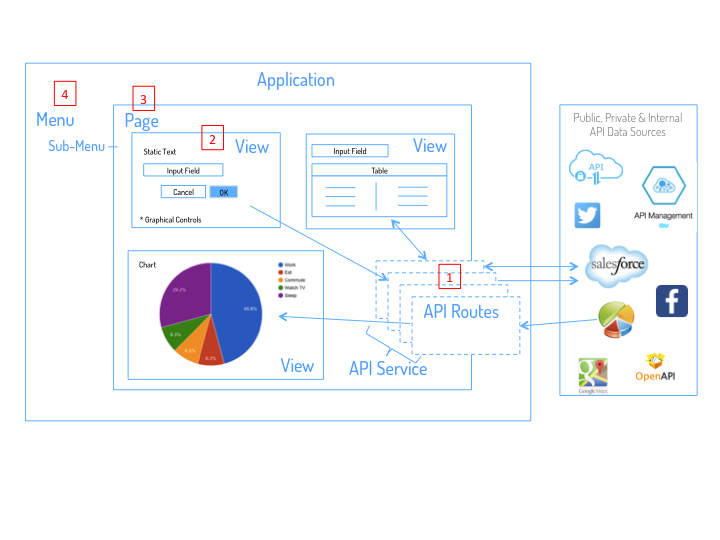 Application
4
Menu
Sub-Menu
3
Page
2
Static Text
View
Input Field
Cancel
OK
* Graphical Controls
Input Field
View
Table
Chart
Work
Eat
Commute
Watch TV
Sleep
29.2%
45.8%
8.3%
8.3%
8.3%
View
1
API Routes
API Service
Public, Private & Internal
API Data Sources
API
API Management
IBM
salesforce
f
Google Maps
OpenAPI